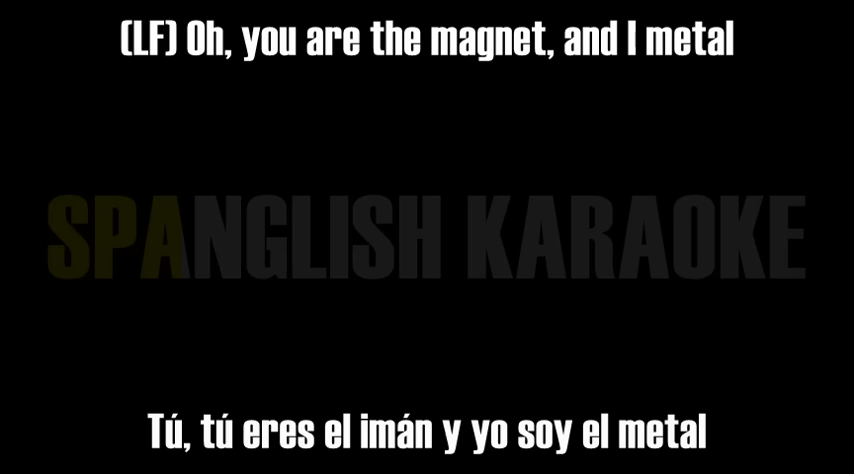 (LF) Oh, you are the magnet, and I metal
SPANGLISH KARAOKE
Tú, tú eres el imán y yo soy el metal